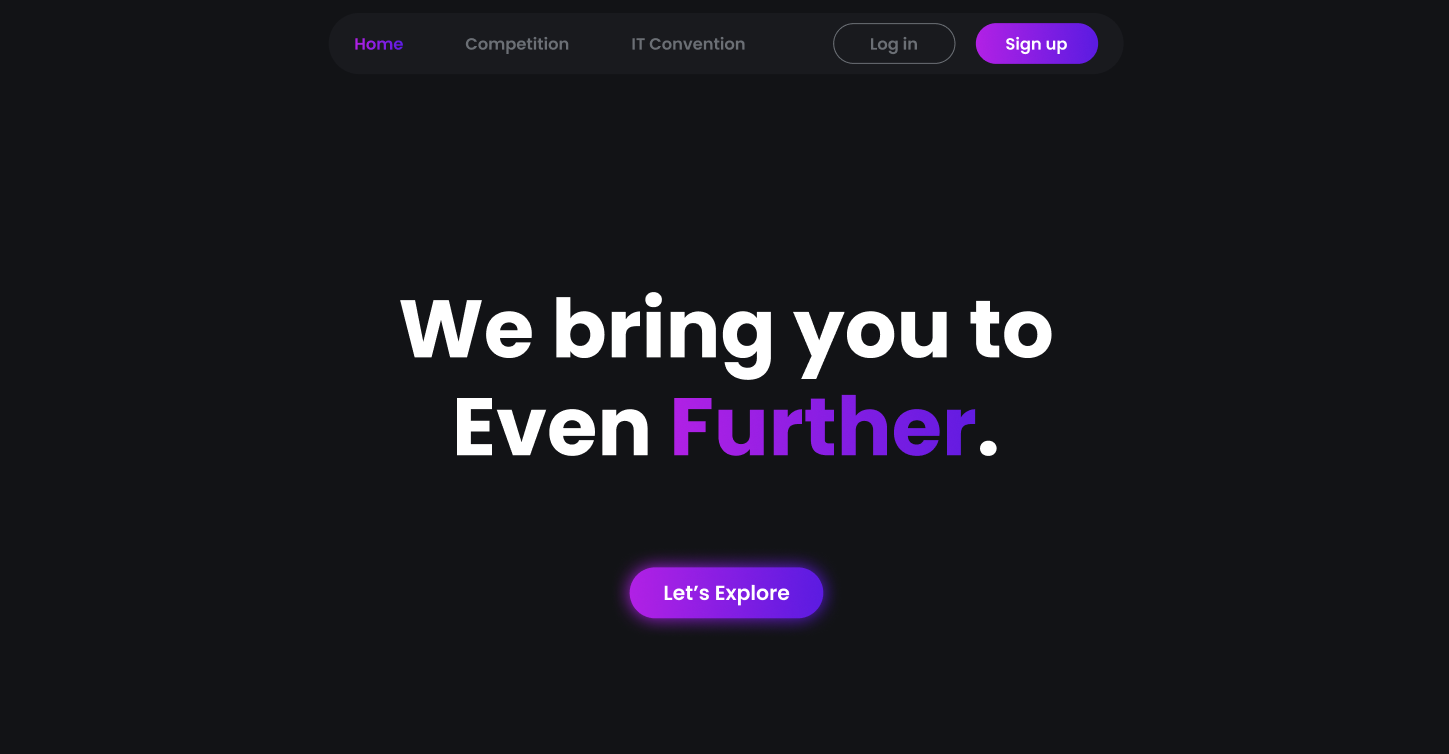 Home Competition IT Convention Log in Sign up
We bring you to
Even Further.
Let’s Explore